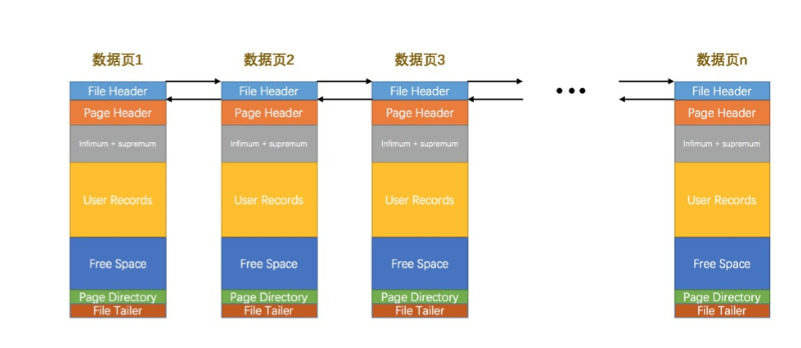 数据页1 数据页2 数据页3 数据页n
File Header File Header File Header File Header
Page Header Page Header Page Header Page Header
Infimum + supremum Infimum + supremum Infimum + supremum Infimum + supremum
User Records User Records User Records User Records
Free Space Free Space Free Space Free Space
Page Directory Page Directory Page Directory Page Directory
File Tailer File Tailer File Tailer File Tailer